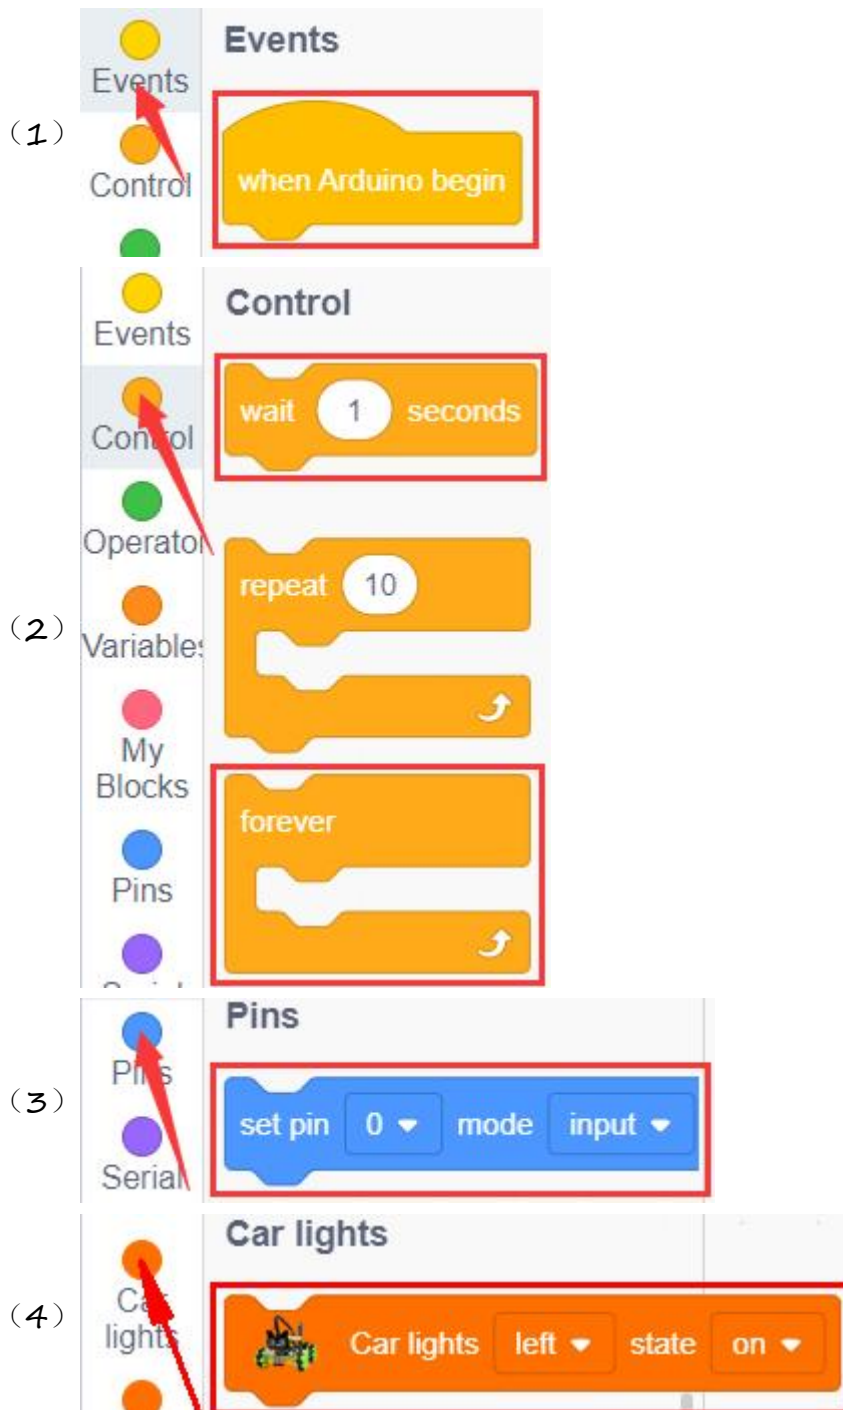 Events
Events
(1)
Control
when Arduino begin
Events
Control
wait 1 seconds
Control
Operator
repeat 10
(2)
Variables
My
Blocks
forever
Pins
Pins
Pins
(3)
set pin 0 mode input
Serial
Car lights
Car
lights
(4)
Car lights left state on